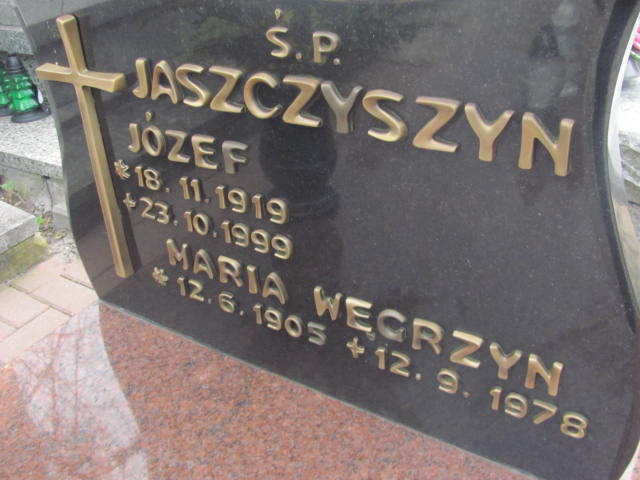 Ś.P.
JASZCZYSZYN
JÓZEF
*18.11.1919
+23.10.1999
MARIA WĘGRZYN
*12.6.1905 +12.9.1978